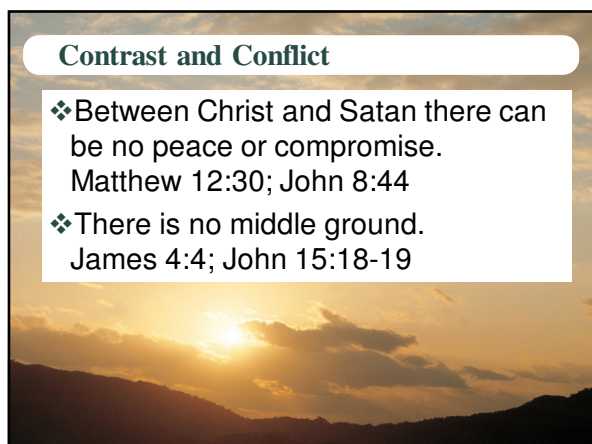 Contrast and Conflict
❖Between Christ and Satan there can
be no peace or compromise.
Matthew 12:30; John 8:44
❖There is no middle ground.
James 4:4; John 15:18-19